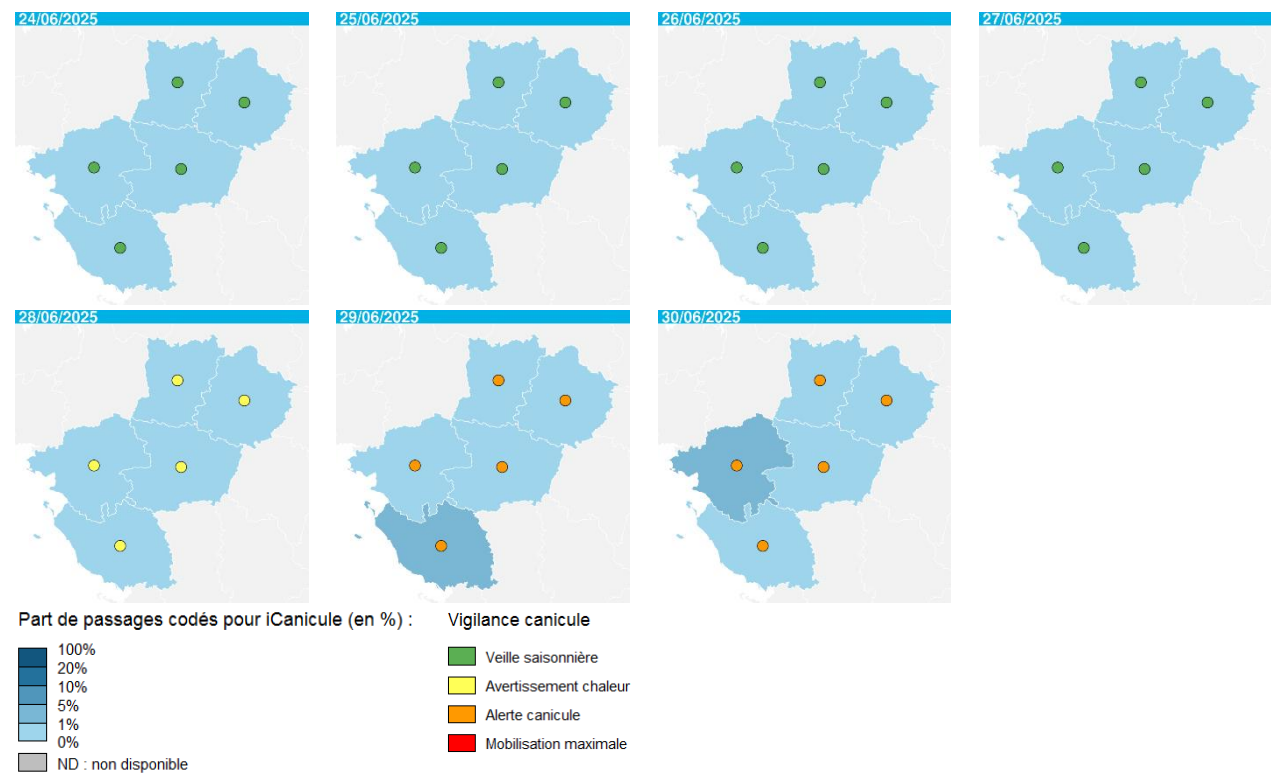 24/06/2025
25/06/2025
26/06/2025
27/06/2025
28/06/2025
29/06/2025
30/06/2025
Part de passages codés pour iCanicule (en %) :
100%
20%
10%
5%
1%
0%
ND : non disponible
Vigilance canicule
Veille saisonnière
Avertissement chaleur
Alerte canicule
Mobilisation maximale